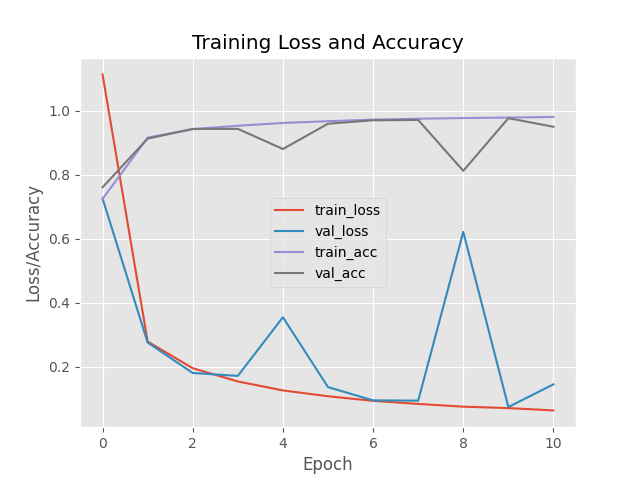 Training Loss and Accuracy
Loss/Accuracy
1.0
0.8
0.6
0.4
0.2
train_loss
val_loss
train_acc
val_acc
0 2 4 6 8 10
Epoch